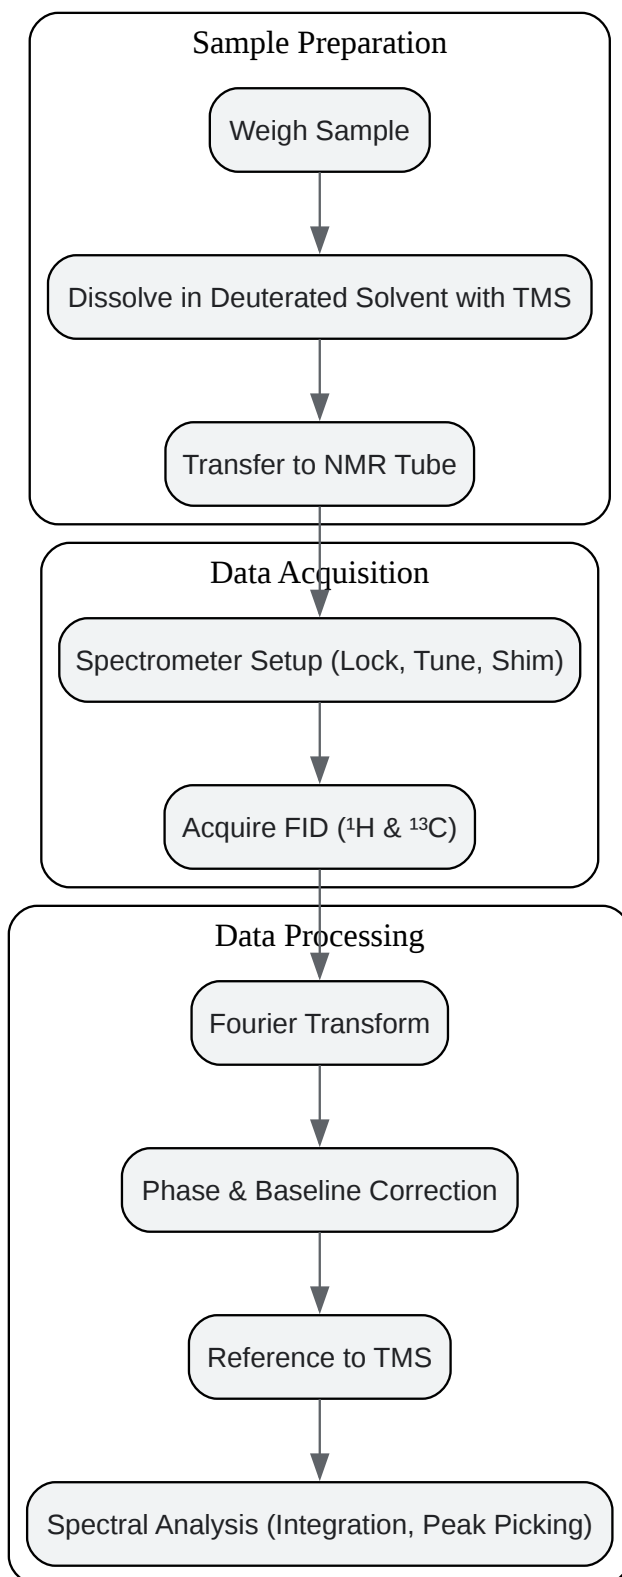 Sample Preparation
Weigh Sample
Dissolve in Deuterated Solvent with TMS
Transfer to NMR Tube
Data Acquisition
Spectrometer Setup (Lock, Tune, Shim)
Acquire FID (¹H & ¹³C)
Data Processing
Fourier Transform
Phase & Baseline Correction
Reference to TMS
Spectral Analysis (Integration, Peak Picking)